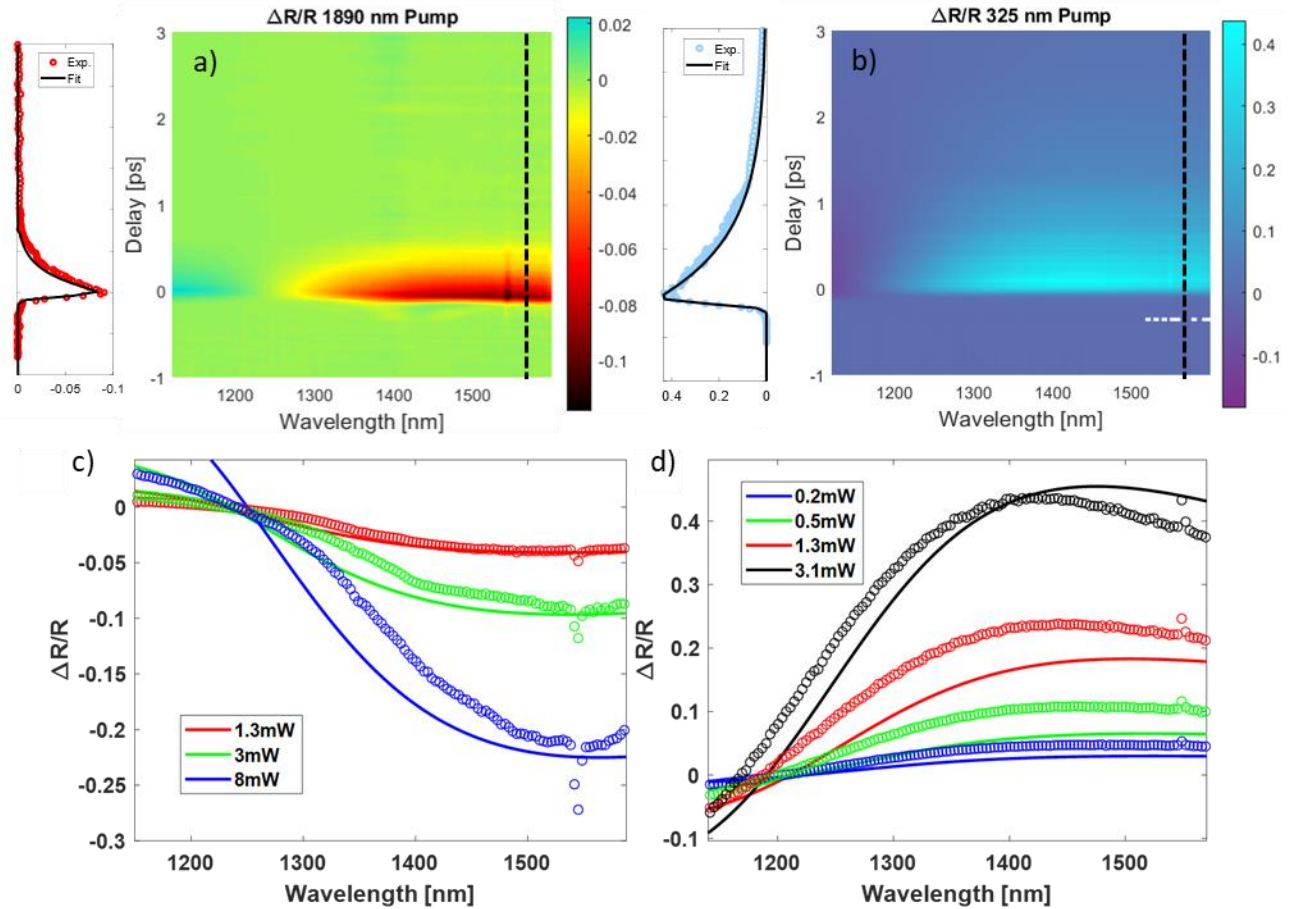 ΔR/R 1890 nm Pump
ΔR/R 325 nm Pump
a)
b)
Exp.
Fit
Exp.
Fit
3
2
1
0
-1
Delay [ps]
0.02
0
-0.02
-0.04
-0.06
-0.08
-0.1
0 -0.05 -0.1
1200 1300 1400 1500
Wavelength [nm]
3
2
1
0
-1
Delay [ps]
0.4
0.3
0.2
0.1
0
-0.1
0.4 0.2 0
1200 1300 1400 1500
Wavelength [nm]
c)
0
-0.05
-0.1
-0.15
-0.2
-0.25
-0.3
ΔR/R
1.3mW
3mW
8mW
1200 1300 1400 1500
Wavelength [nm]
d)
0.4
0.3
0.2
0.1
0
-0.1
ΔR/R
0.2mW
0.5mW
1.3mW
3.1mW
1200 1300 1400 1500
Wavelength [nm]